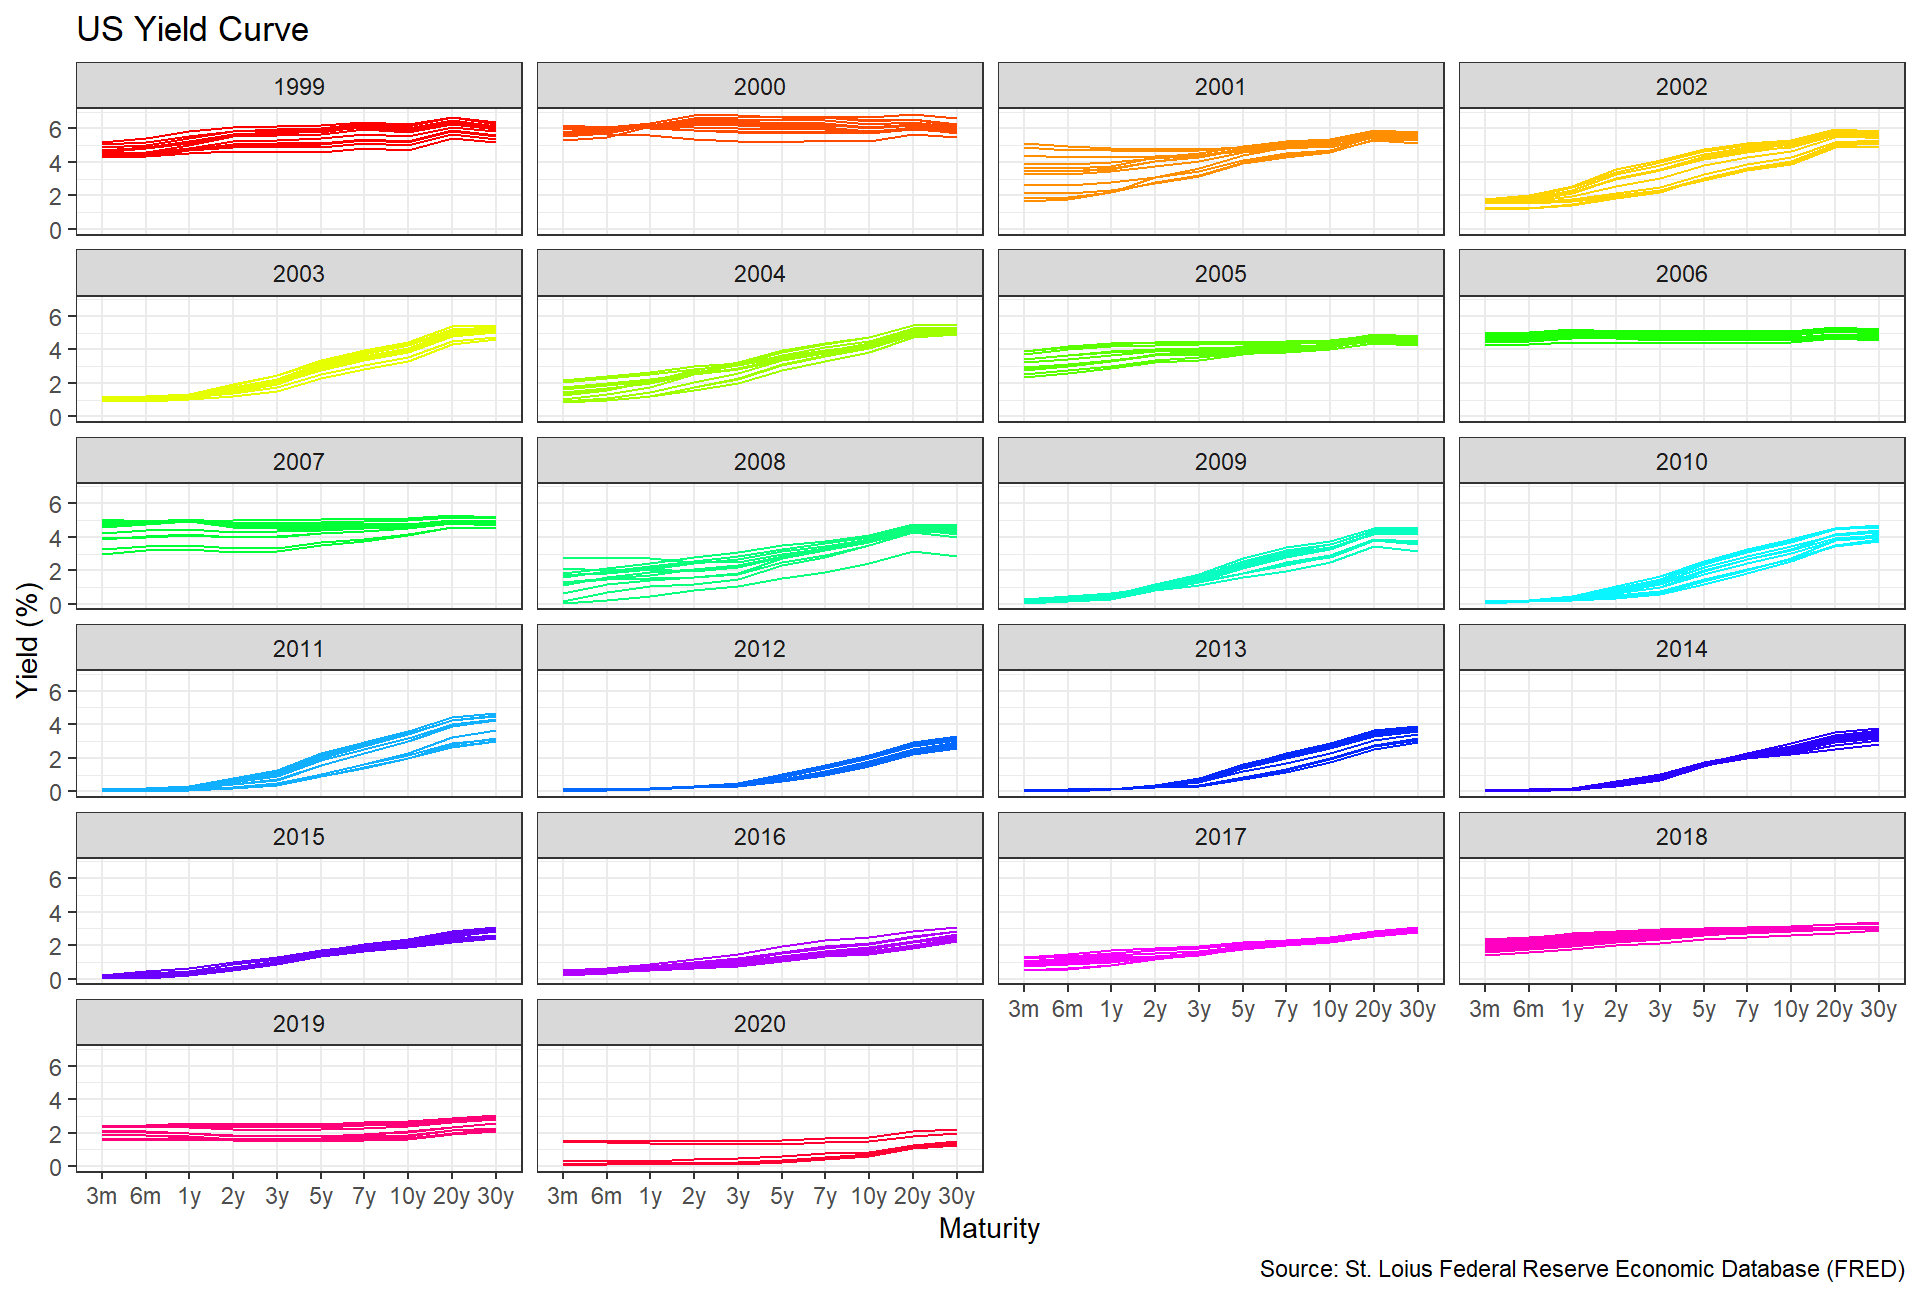 US Yield Curve
1999 2000 2001 2002
6
4
2
0
2003 2004 2005 2006
6
4
2
0
2007 2008 2009 2010
6
4
2
0
Yield (%)
2011 2012 2013 2014
6
4
2
0
2015 2016 2017 2018
6
4
2
0
3m 6m 1y 2y 3y 5y 7y 10y 20y 30y 3m 6m 1y 2y 3y 5y 7y 10y 20y 30y
2019 2020
6
4
2
0
3m 6m 1y 2y 3y 5y 7y 10y 20y 30y 3m 6m 1y 2y 3y 5y 7y 10y 20y 30y
Maturity
Source: St. Loius Federal Reserve Economic Database (FRED)